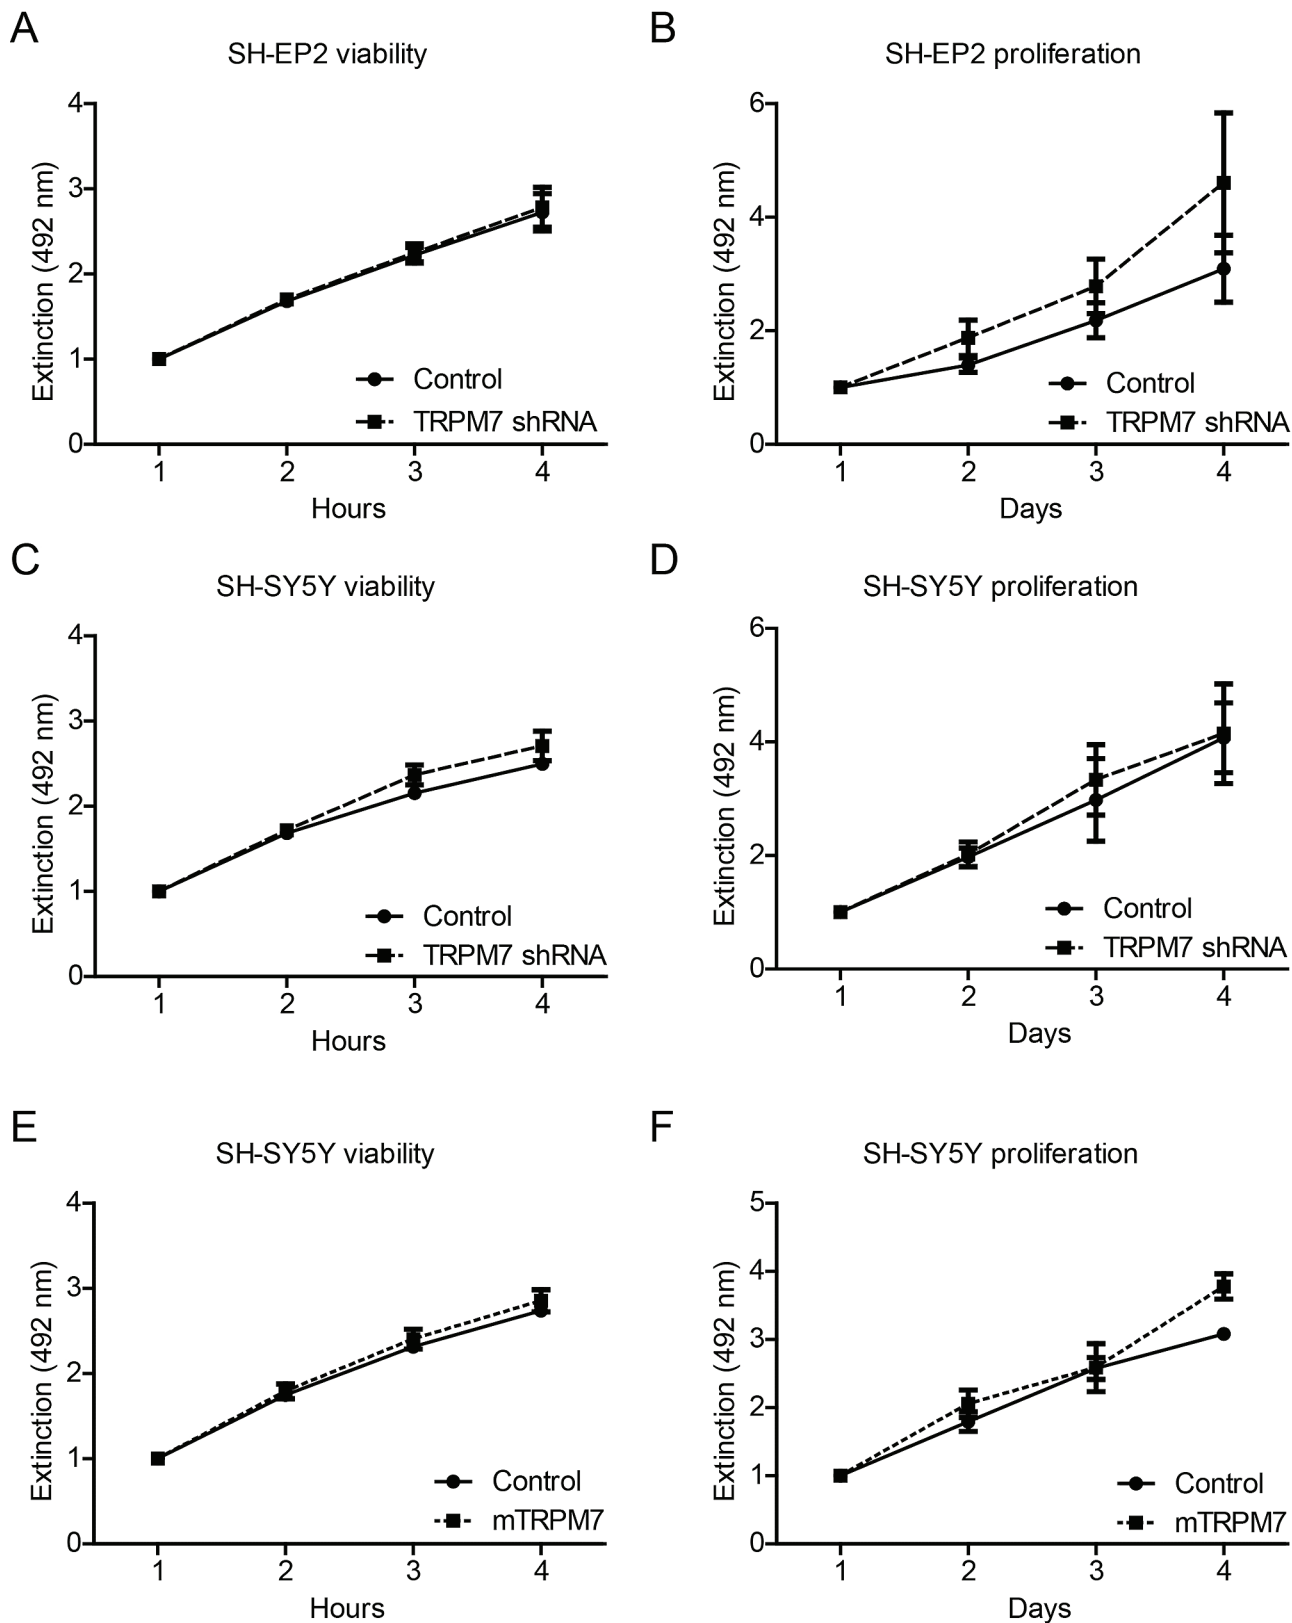 A
SH-EP2 viability
4
3
2
1
0
Extinction (492 nm)
Control
TRPM7 shRNA
1 2 3 4
Hours
B
SH-EP2 proliferation
6
4
2
0
Extinction (492 nm)
Control
TRPM7 shRNA
1 2 3 4
Days
C
SH-SY5Y viability
4
3
2
1
0
Extinction (492 nm)
Control
TRPM7 shRNA
1 2 3 4
Hours
D
SH-SY5Y proliferation
6
4
2
0
Extinction (492 nm)
Control
TRPM7 shRNA
1 2 3 4
Days
E
SH-SY5Y viability
4
3
2
1
0
Extinction (492 nm)
Control
mTRPM7
1 2 3 4
Hours
F
SH-SY5Y proliferation
5
4
3
2
1
0
Extinction (492 nm)
Control
mTRPM7
1 2 3 4
Days